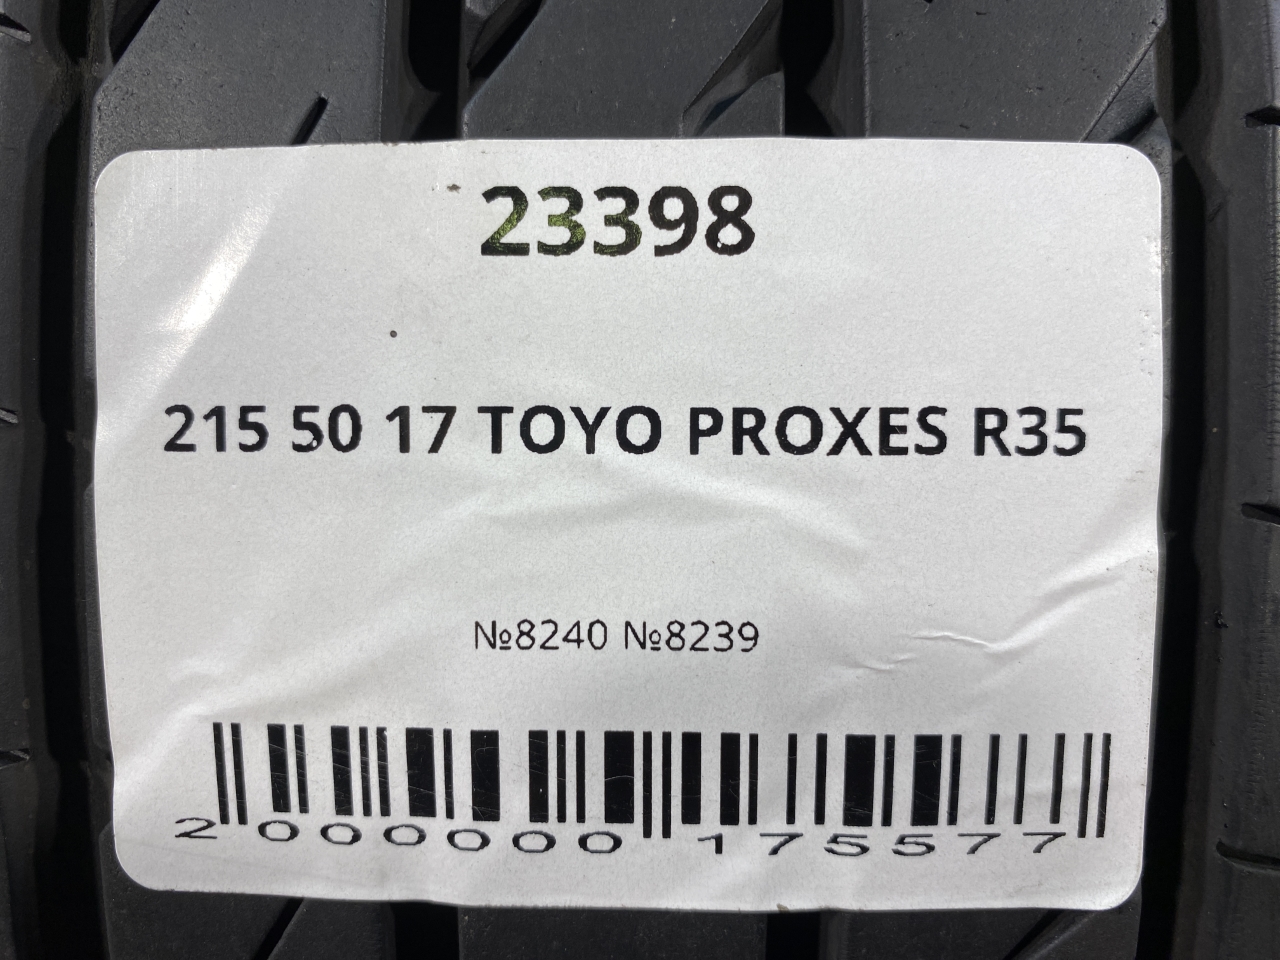 23398
215 50 17 TOYO PROXES R35
№8240 №8239
2 000000 175577